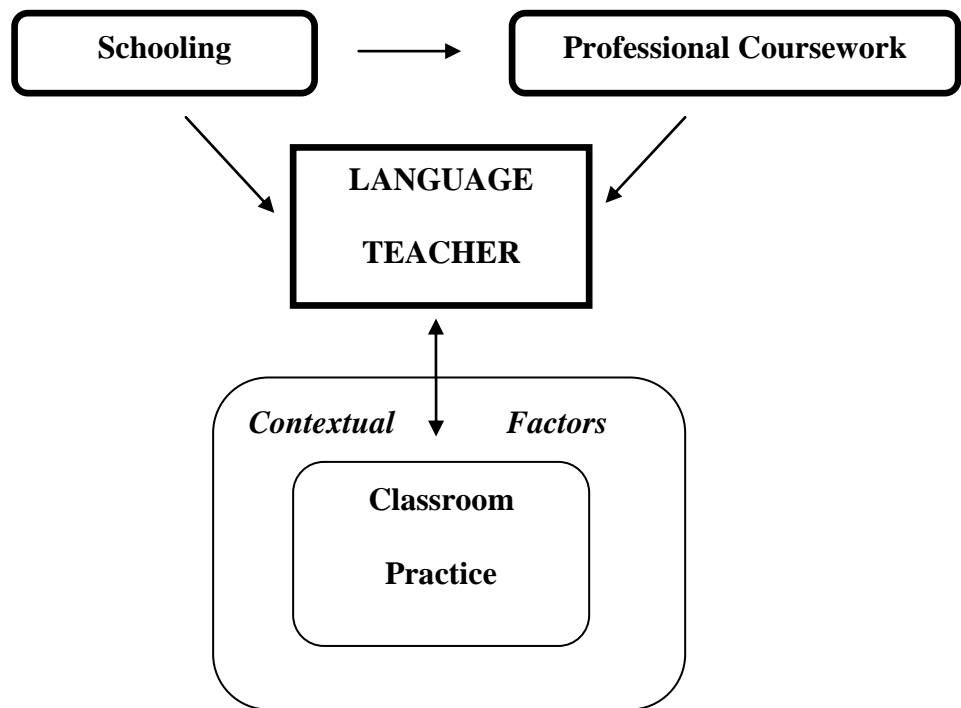 Schooling
Professional Coursework
LANGUAGE
TEACHER
Contextual Factors
Classroom
Practice